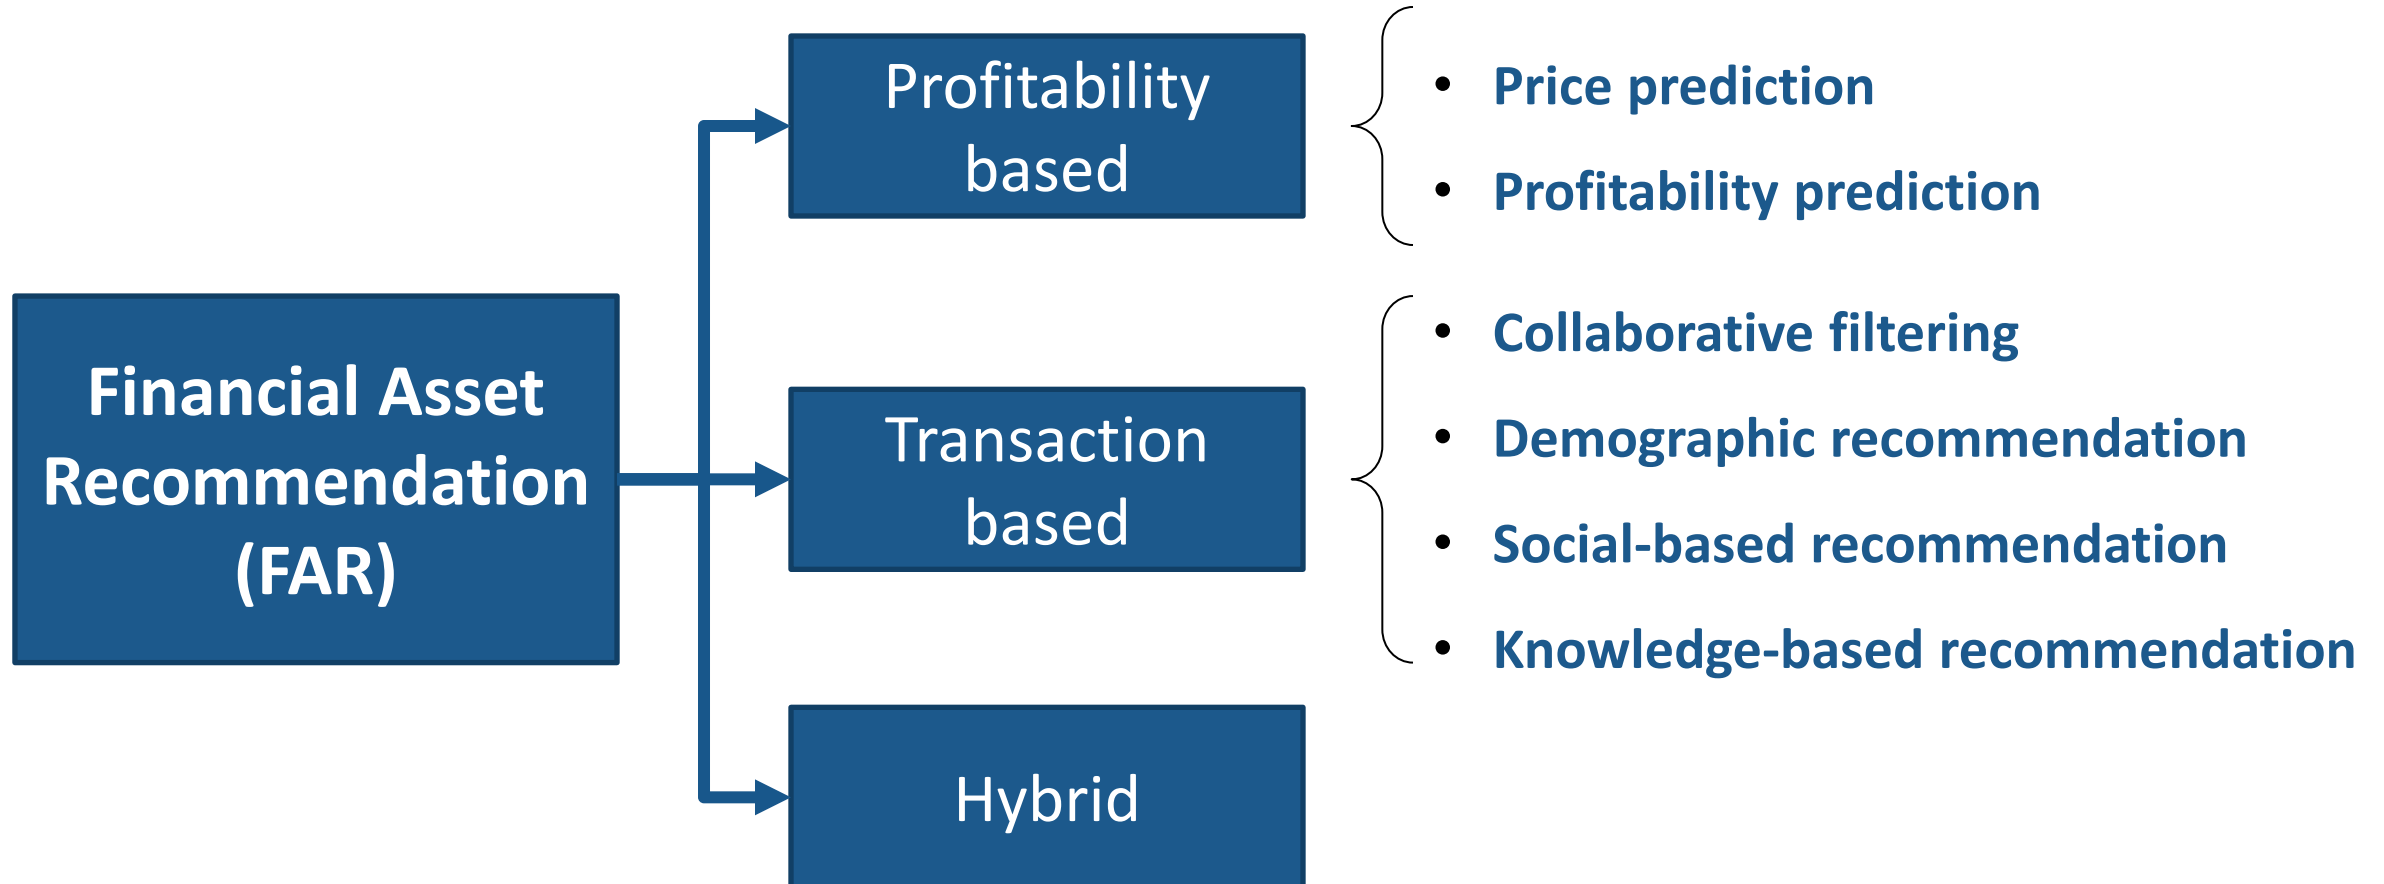 Financial Asset
Recommendation
(FAR)
Profitability
based
• Price prediction
• Profitability prediction
Transaction
based
• Collaborative filtering
• Demographic recommendation
• Social-based recommendation
• Knowledge-based recommendation
Hybrid